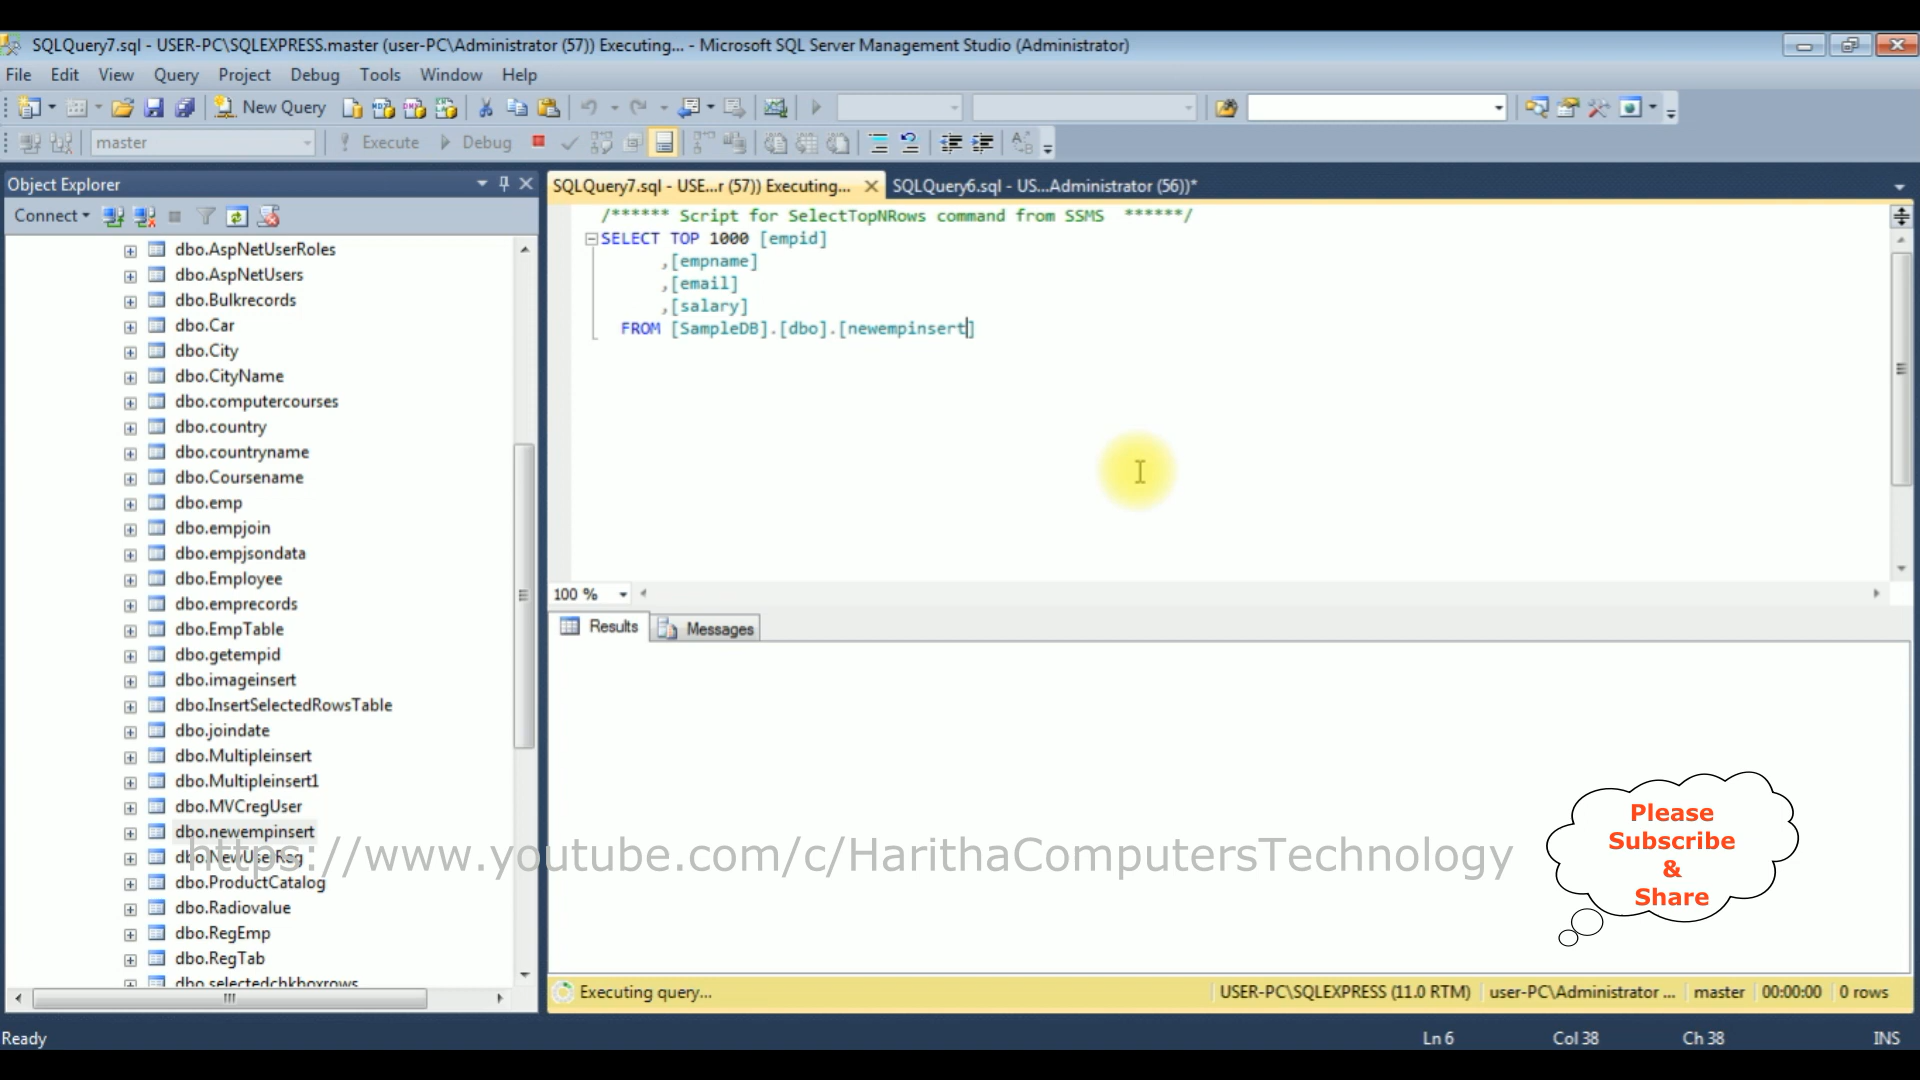 SQLQuery7.sql - USER-PC\SQLEXPRESS.master (user-PC\Administrator (57)) Executing... - Microsoft SQL Server Management Studio (Administrator)
File Edit View Query Project Debug Tools Window Help
New Query
master Execute Debug
Object Explorer
Connect
dbo.AspNetUserRoles
dbo.AspNetUsers
dbo.Bulkrecords
dbo.Car
dbo.City
dbo.CityName
dbo.computercourses
dbo.country
dbo.countryname
dbo.Coursename
dbo.emp
dbo.empjoin
dbo.empjsondata
dbo.Employee
dbo.emprecords
dbo.EmpTable
dbo.getempid
dbo.imageinsert
dbo.InsertSelectedRowsTable
dbo.joindate
dbo.Multipleinsert
dbo.Multipleinsert1
dbo.MVCregUser
dbo.newempinsert
dbo.NewUserReg
dbo.ProductCatalog
dbo.Radiovalue
dbo.RegEmp
dbo.RegTab
dbo.selectedchkboxrows
SQLQuery7.sql - USE...r (57)) Executing... SQLQuery6.sql - US...Administrator (56))*
/****** Script for SelectTopNRows command from SSMS ******/
SELECT TOP 1000 [empid]
,[empname]
,[email]
,[salary]
FROM [SampleDB].[dbo].[newempinsert]
100 %
Results Messages
https://www.youtube.com/c/HarithaComputersTechnology
Please
Subscribe
&
Share
Executing query... USER-PC\SQLEXPRESS (11.0 RTM) user-PC\Administrator ... master 00:00:00 0 rows
Ready Ln 6 Col 38 Ch 38 INS